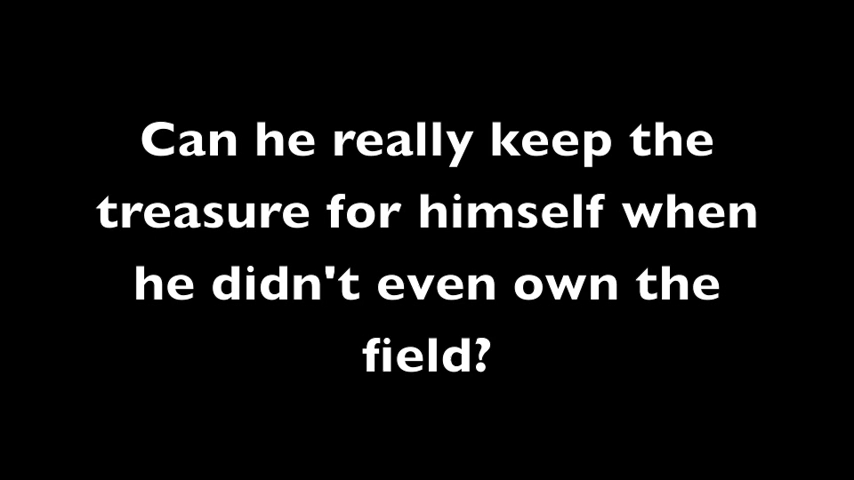 Can he really keep the
treasure for himself when
he didn't even own the
field?